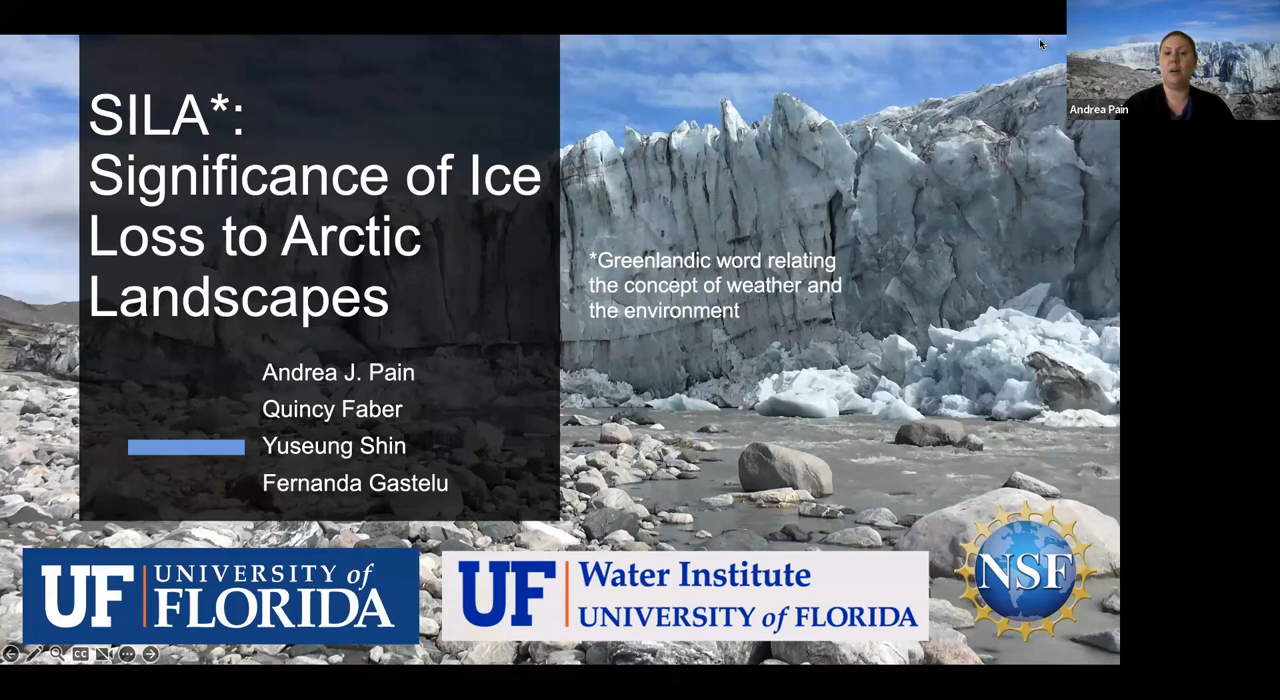 SILA*:
Significance of Ice
Loss to Arctic
Landscapes
*Greenlandic word relating
the concept of weather and
the environment
Andrea J. Pain
Quincy Faber
Yuseung Shin
Fernanda Gastelu
UF UNIVERSITY of
FLORIDA
UF Water Institute
UNIVERSITY of FLORIDA
NSF
Andrea Pain
CC